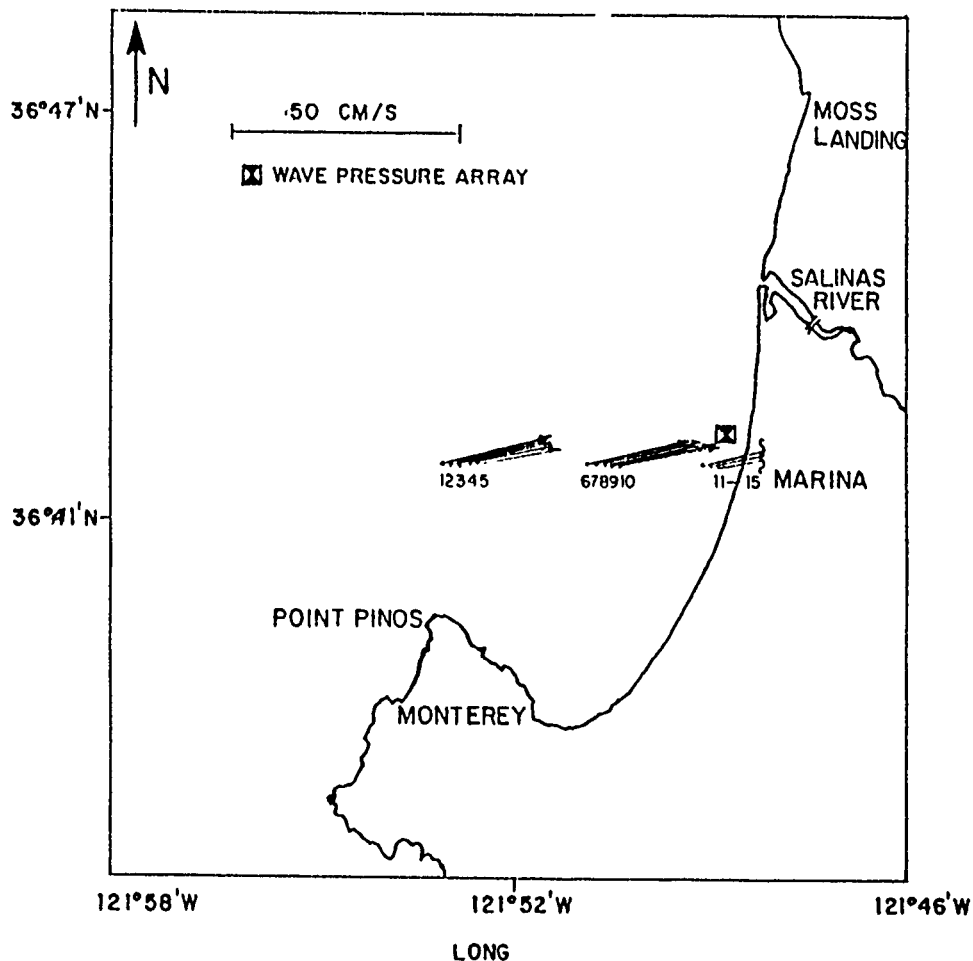 N
36°47'N
.50 CM/S
WAVE PRESSURE ARRAY
MOSS
LANDING
SALINAS
RIVER
12345
678910
11-15
MARINA
36°41'N
POINT PINOS
MONTEREY
121°58'W
121°52'W
121°46'W
LONG